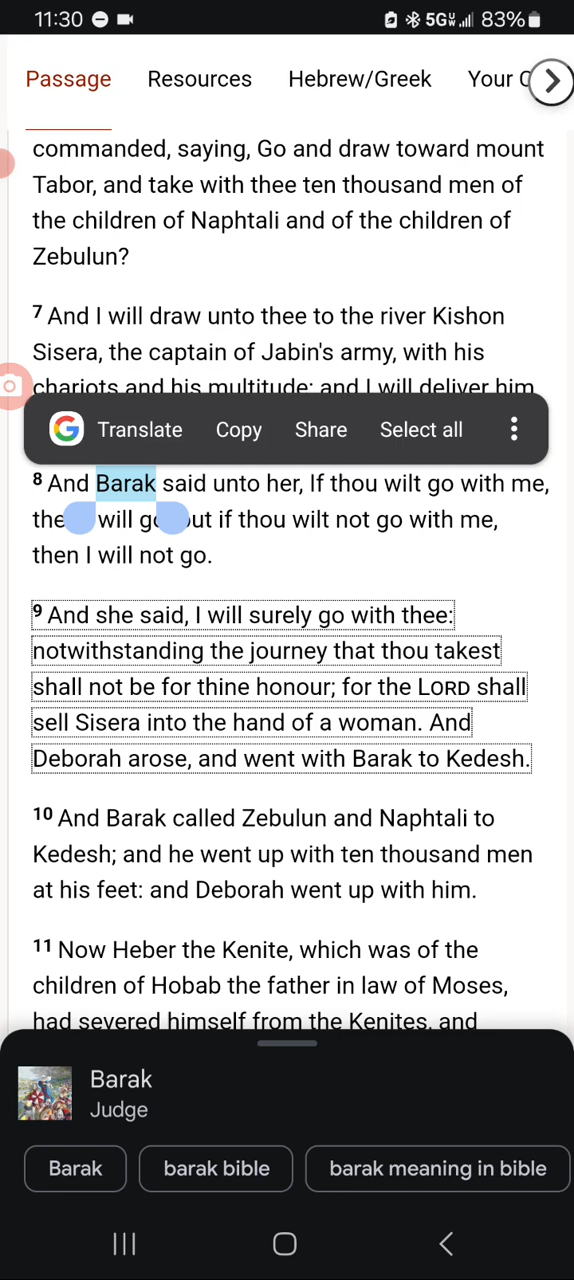 11:30 5G 83%
Passage Resources Hebrew/Greek Your
commanded, saying, Go and draw toward mount
Tabor, and take with thee ten thousand men of
the children of Naphtali and of the children of
Zebulun?
7 And I will draw unto thee to the river Kishon
Sisera, the captain of Jabin's army, with his
chariots and his multitude; and I will deliver him
Translate Copy Share Select all
8 And Barak said unto her, If thou wilt go with me,
will if thou wilt not go with me,
then I will not go.
9 And she said, I will surely go with thee:
notwithstanding the journey that thou takest
shall not be for thine honour; for the LORD shall
sell Sisera into the hand of a woman. And
Deborah arose, and went with Barak to Kedesh.
10 And Barak called Zebulun and Naphtali to
Kedesh; and he went up with ten thousand men
at his feet: and Deborah went up with him.
11 Now Heber the Kenite, which was of the
children of Hobab the father in law of Moses,
had severed himself from the Kenites, and
Barak
Judge
Barak barak bible barak meaning in bible